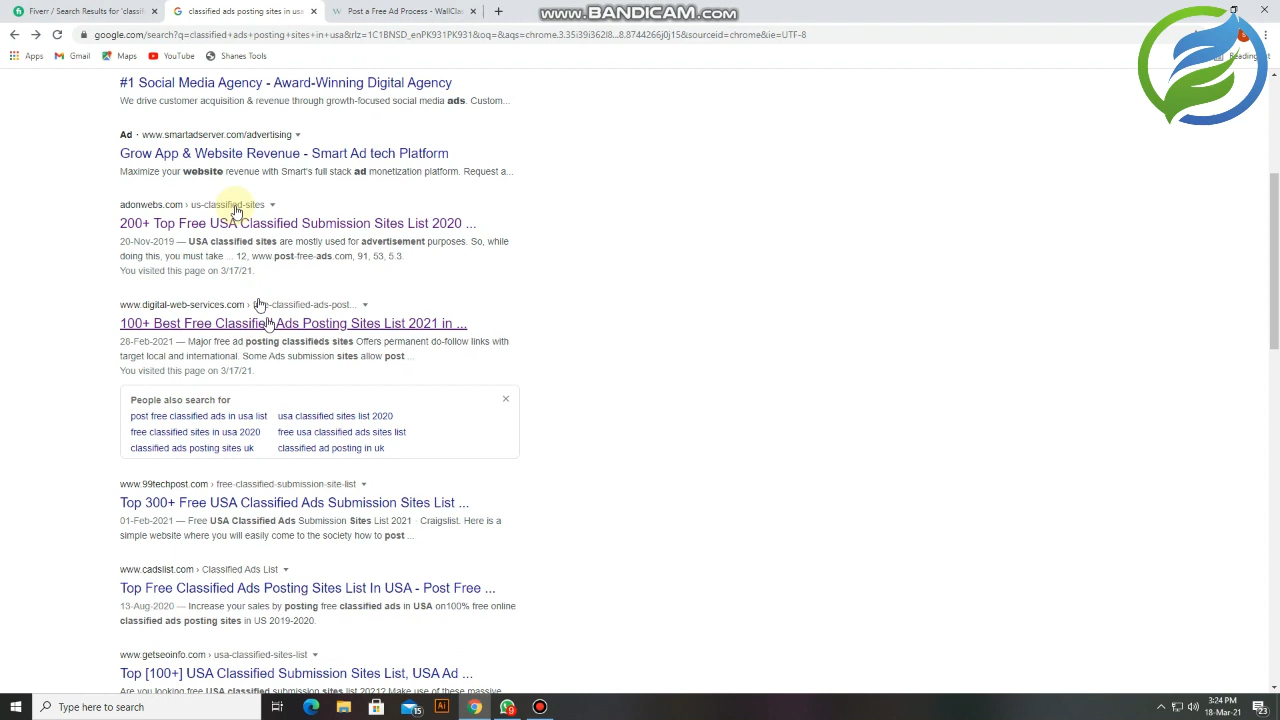 Fiverr / Search Results for 'classif
classified ads posting sites in usa
Post a Free Ad Process - WallClas
www.BANDICAM.com
google.com/search?q=classified+ads+posting+sites+in+usa&rlz=1C1BNSD_enPK931PK931&oq=&aqs=chrome.3.35i39i362l8...8.8744266j0j15&sourceid=chrome&ie=UTF-8
Apps
Gmail
Maps
YouTube
Shanes Tools
#1 Social Media Agency - Award-Winning Digital Agency
We drive customer acquisition & revenue through growth-focused social media ads. Custom...
Ad · www.smartadserver.com/advertising
Grow App & Website Revenue - Smart Ad tech Platform
Maximize your website revenue with Smart's full stack ad monetization platform. Request a...
adonwebs.com › us-classified-sites
200+ Top Free USA Classified Submission Sites List 2020 ...
20-Nov-2019 — USA classified sites are mostly used for advertisement purposes. So, while
doing this, you must take ... 12, www.post-free-ads.com, 91, 53, 5.3.
You visited this page on 3/17/21.
www.digital-web-services.com ›
100+ Best Free Classified Ads Posting Sites List 2021 in ...
28-Feb-2021 — Major free ad posting classifieds sites Offers permanent do-follow links with
target local and international. Some Ads submission sites allow post ...
You visited this page on 3/17/21.
People also search for
post free classified ads in usa list
usa classified sites list 2020
free classified sites in usa 2020
free usa classified ads sites list
classified ads posting sites uk
classified ad posting in uk
www.99techpost.com › free-classified-submission-site-list
Top 300+ Free USA Classified Ads Submission Sites List ...
01-Feb-2021 — Free USA Classified Ads Submission Sites List 2021 · Craigslist. Here is a
simple website where you will easily come to the society how to post ...
www.cadslist.com › Classified Ads List
Top Free Classified Ads Posting Sites List In USA - Post Free ...
13-Aug-2020 — Increase your sales by posting free classified ads in USA on100% free online
classified ads posting sites in US 2019-2020.
www.getseoinfo.com › usa-classified-sites-list
Top [100+] USA Classified Submission Sites List, USA Ad ...
Are you looking free USA classified submission sites list 2021? Make use of these massive
Type here to search
15
Ai
9
3:24 PM
18-Mar-21
23